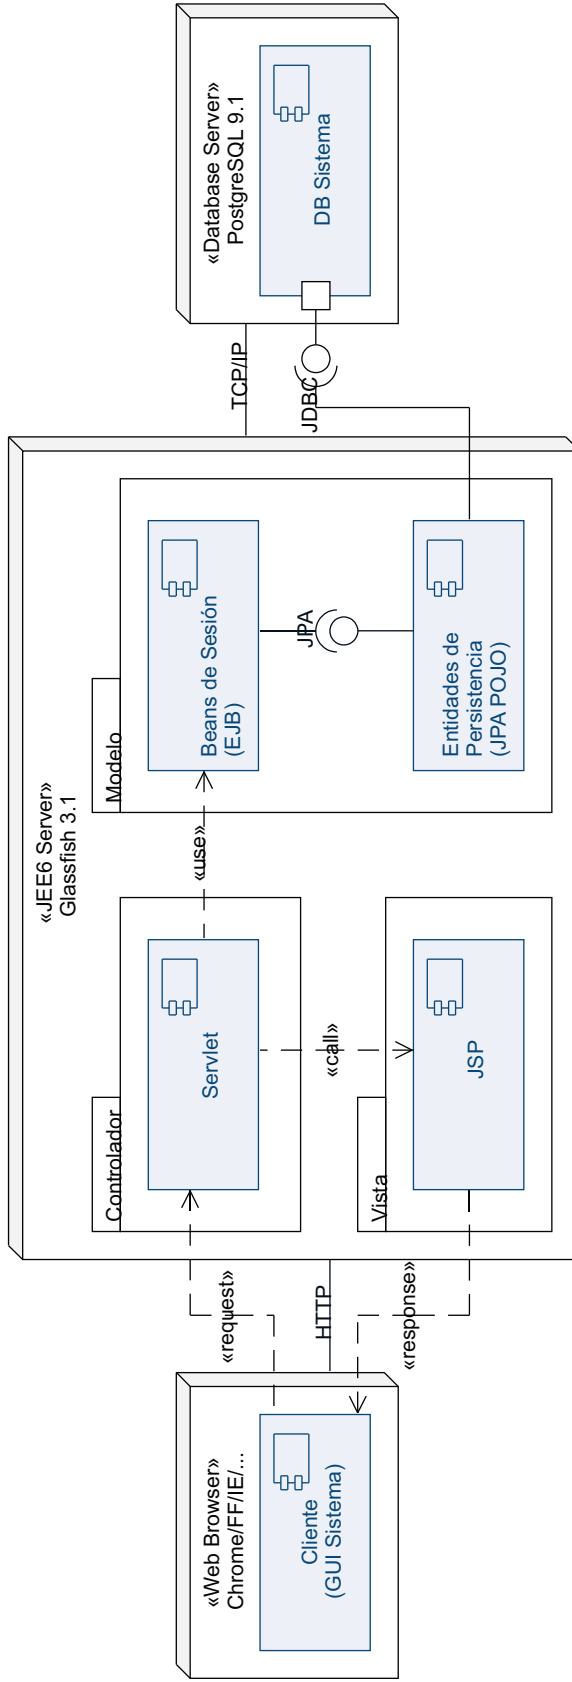 «Web Browser»
Chrome/FF/IE/...
Cliente
(GUI Sistema)
«request»
HTTP
«response»
«JEE6 Server»
Glassfish 3.1
Controlador
Servlet
«call»
Vista
JSP
«use»
Modelo
Beans de Sesión
(EJB)
JPA
Entidades de
Persistencia
(JPA POJO)
TCP/IP
JDBC
«Database Server»
PostgreSQL 9.1
DB Sistema